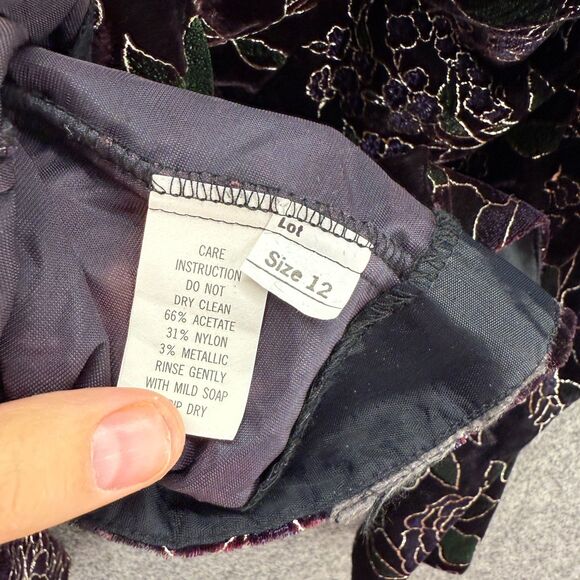 CARE
INSTRUCTION
DO NOT
DRY CLEAN
66% ACETATE
31% NYLON
3% METALLIC
RINSE GENTLY
WITH MILD SOAP
DRY
Lot
Size 12